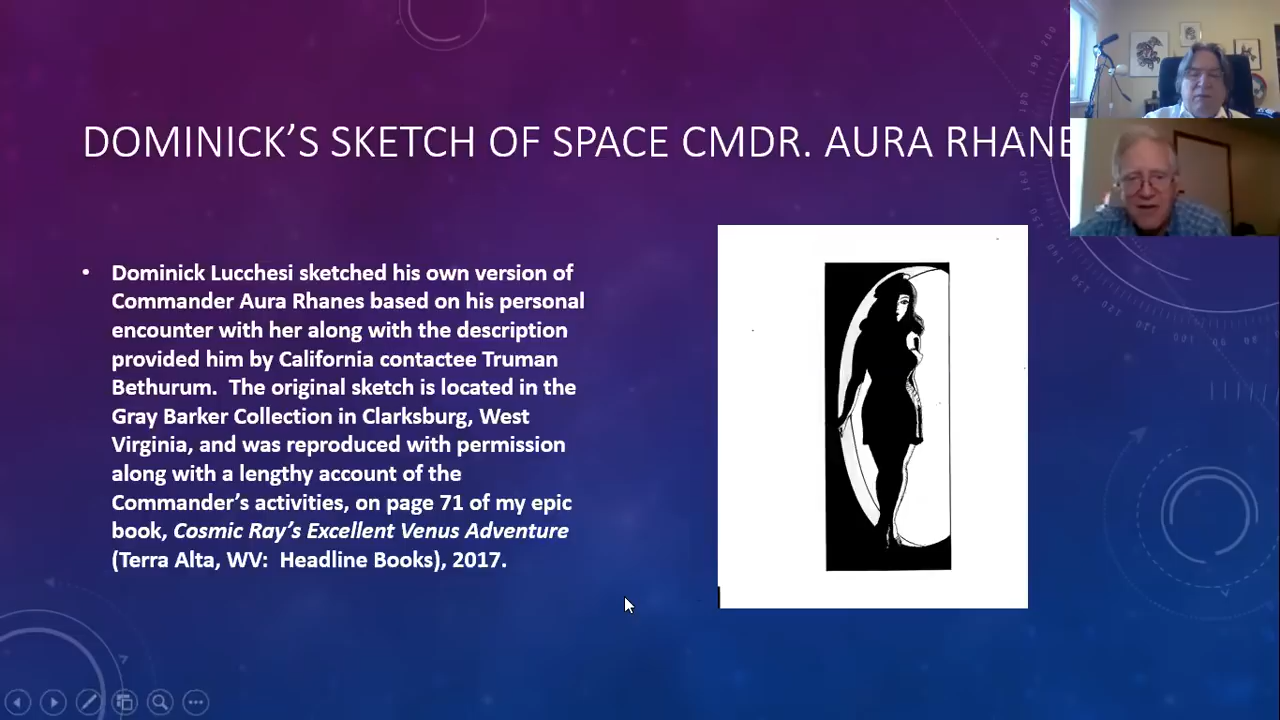 DOMINICK’S SKETCH OF SPACE CMDR. AURA RHANE
• Dominick Lucchesi sketched his own version of
Commander Aura Rhanes based on his personal
encounter with her along with the description
provided him by California contactee Truman
Bethurum.  The original sketch is located in the
Gray Barker Collection in Clarksburg, West
Virginia, and was reproduced with permission
along with a lengthy account of the
Commander’s activities, on page 71 of my epic
book, Cosmic Ray’s Excellent Venus Adventure
(Terra Alta, WV:  Headline Books), 2017.